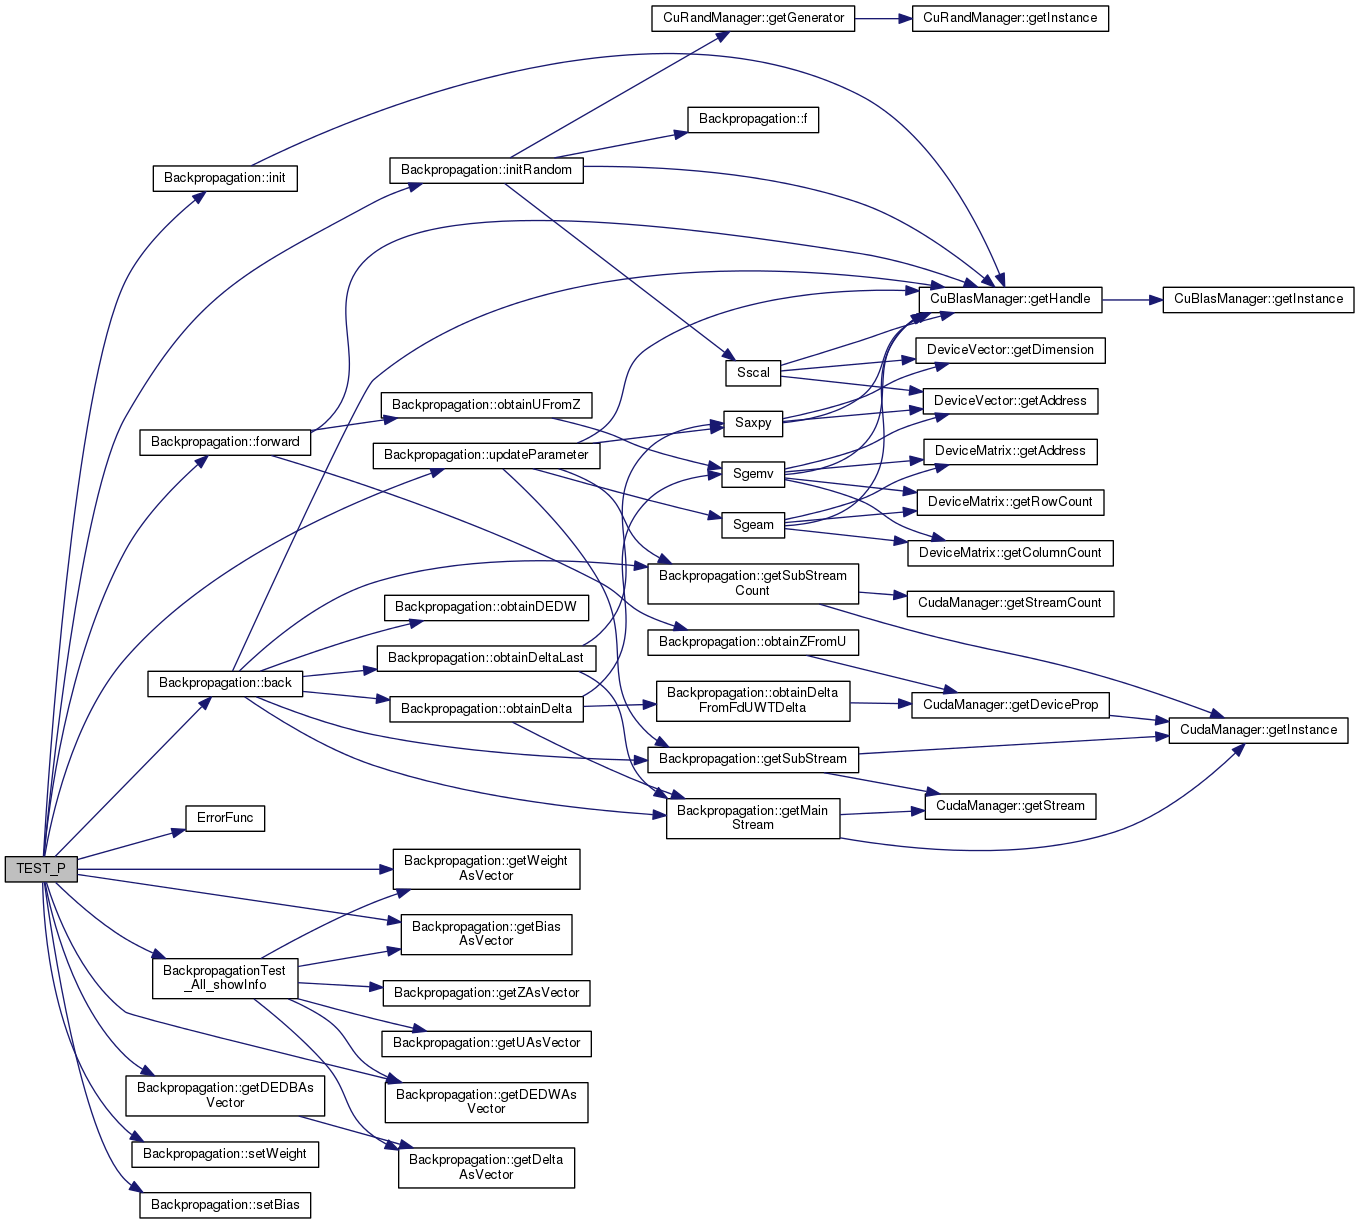 CuRandManager::getGenerator
CuRandManager::getInstance
Backpropagation::f
Backpropagation::init
Backpropagation::initRandom
CuBlasManager::getHandle
CuBlasManager::getInstance
DeviceVector::getDimension
Sscal
DeviceVector::getAddress
Backpropagation::obtainUFromZ
Saxpy
Backpropagation::forward
Backpropagation::updateParameter
DeviceMatrix::getAddress
Sgemv
DeviceMatrix::getRowCount
Sgeam
DeviceMatrix::getColumnCount
Backpropagation::getSubStream
Count
CudaManager::getStreamCount
Backpropagation::obtainDEDW
Backpropagation::obtainZFromU
Backpropagation::obtainDeltaLast
Backpropagation::back
Backpropagation::obtainDelta
FromFdUWTDelta
Backpropagation::obtainDelta
CudaManager::getDeviceProp
CudaManager::getInstance
Backpropagation::getSubStream
CudaManager::getStream
Backpropagation::getMain
Stream
ErrorFunc
TEST_P
Backpropagation::getWeight
AsVector
Backpropagation::getBias
AsVector
BackpropagationTest
_All_showInfo
Backpropagation::getZAsVector
Backpropagation::getUAsVector
Backpropagation::getDEDBAs
Vector
Backpropagation::getDEDWAs
Vector
Backpropagation::setWeight
Backpropagation::getDelta
AsVector
Backpropagation::setBias